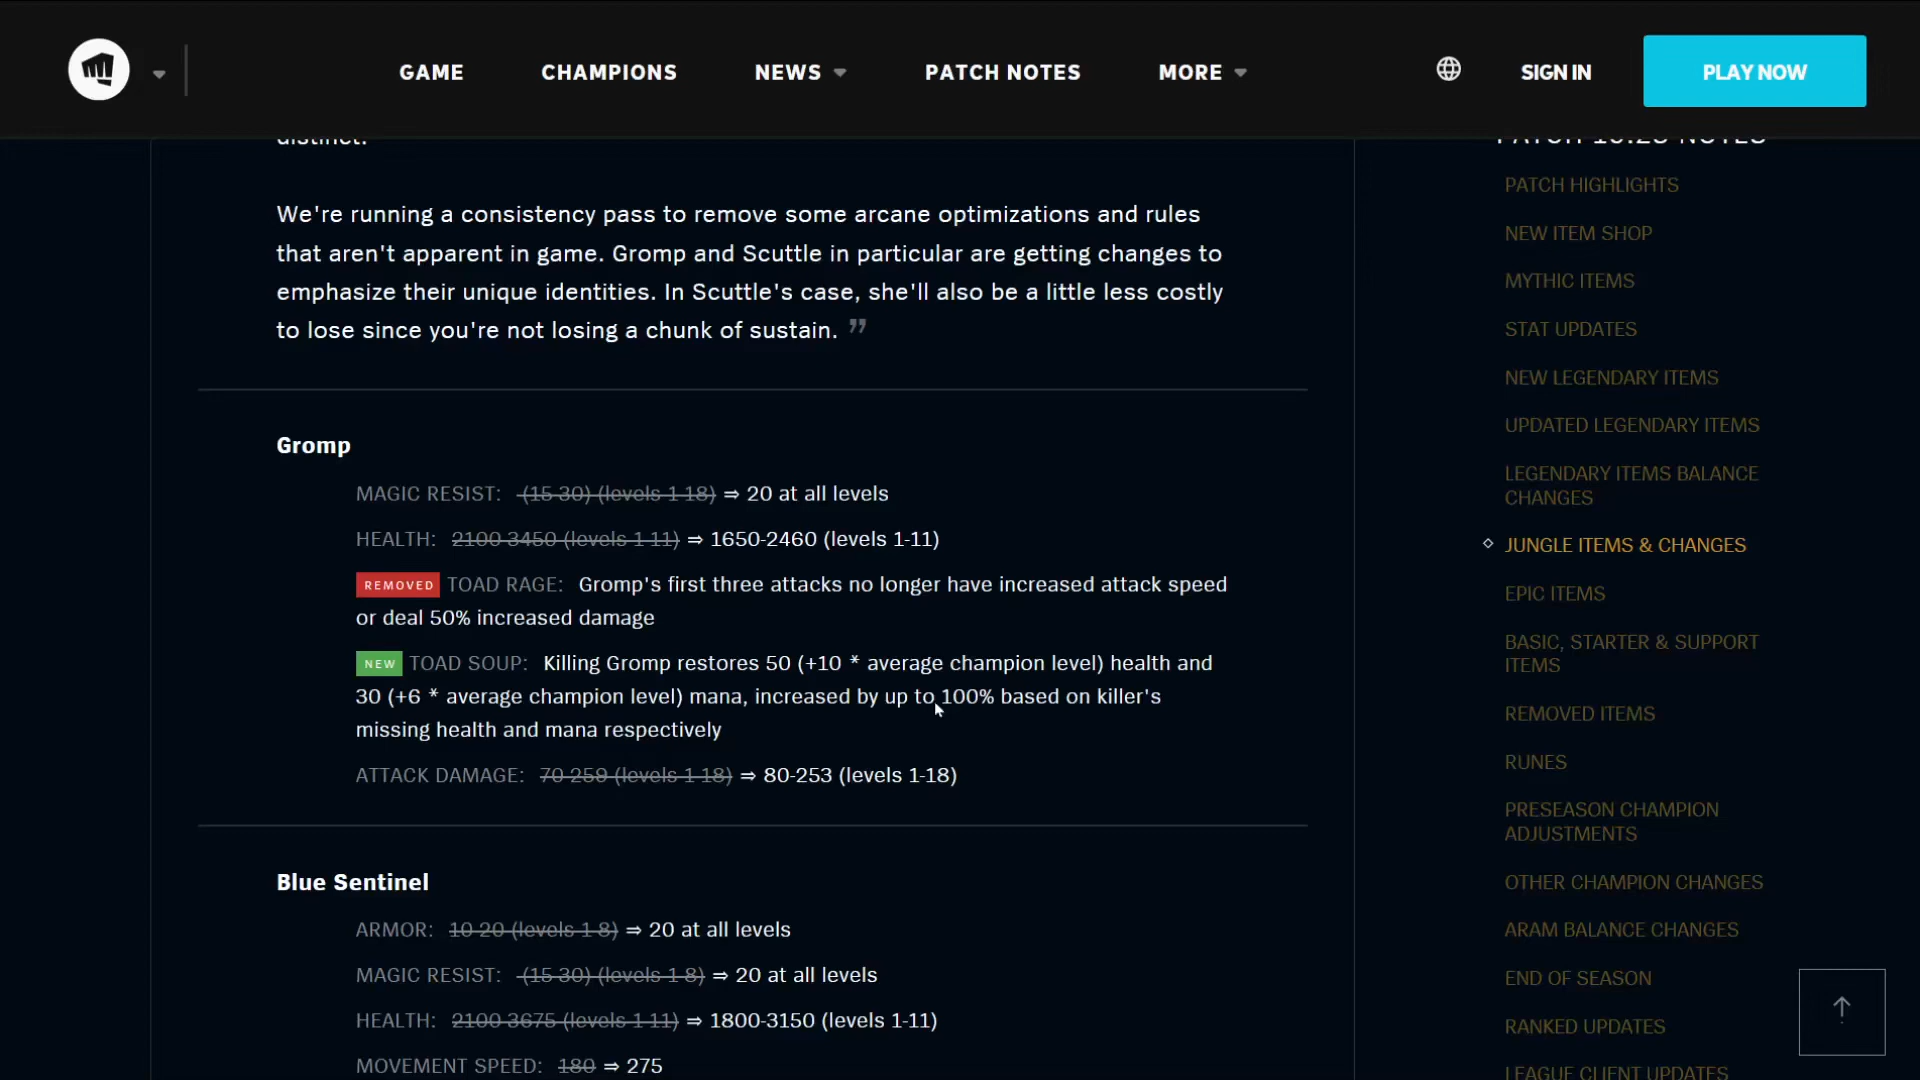 GAME CHAMPIONS NEWS PATCH NOTES MORE SIGN IN PLAY NOW
distinct.
We're running a consistency pass to remove some arcane optimizations and rules
that aren't apparent in game. Gromp and Scuttle in particular are getting changes to
emphasize their unique identities. In Scuttle's case, she'll also be a little less costly
to lose since you're not losing a chunk of sustain. ”
Gromp
MAGIC RESIST: (15-30) (levels 1-18) ⇒ 20 at all levels
HEALTH: 2100-3450 (levels 1-11) ⇒ 1650-2460 (levels 1-11)
REMOVED TOAD RAGE: Gromp's first three attacks no longer have increased attack speed
or deal 50% increased damage
NEW TOAD SOUP: Killing Gromp restores 50 (+10 * average champion level) health and
30 (+6 * average champion level) mana, increased by up to 100% based on killer's
missing health and mana respectively
ATTACK DAMAGE: 70-259 (levels 1-18) ⇒ 80-253 (levels 1-18)
Blue Sentinel
ARMOR: 10-20 (levels 1-8) ⇒ 20 at all levels
MAGIC RESIST: (15-30) (levels 1-8) ⇒ 20 at all levels
HEALTH: 2100-3675 (levels 1-11) ⇒ 1800-3150 (levels 1-11)
MOVEMENT SPEED: 180 ⇒ 275
PATCH 10.23 NOTES
PATCH HIGHLIGHTS
NEW ITEM SHOP
MYTHIC ITEMS
STAT UPDATES
NEW LEGENDARY ITEMS
UPDATED LEGENDARY ITEMS
LEGENDARY ITEMS BALANCE
CHANGES
JUNGLE ITEMS & CHANGES
EPIC ITEMS
BASIC, STARTER & SUPPORT
ITEMS
REMOVED ITEMS
RUNES
PRESEASON CHAMPION
ADJUSTMENTS
OTHER CHAMPION CHANGES
ARAM BALANCE CHANGES
END OF SEASON
RANKED UPDATES
LEAGUE CLIENT UPDATES